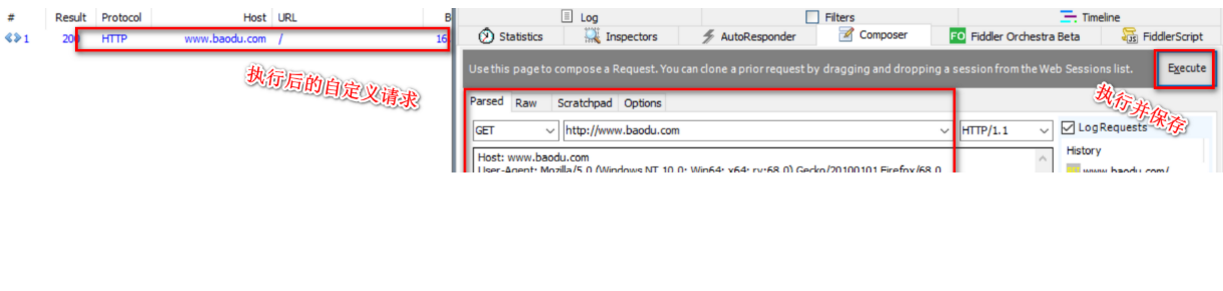 # Result Protocol Host URL B
1 200 HTTP www.baodu.com / 16
执行后的自定义请求
Log Filters Timeline
Statistics Inspectors AutoResponder Composer FO Fiddler Orchestra Beta FiddlerScript
Use this page to compose a Request. You can clone a prior request by dragging and dropping a session from the Web Sessions list. Execute
执行并保存
Parsed Raw Scratchpad Options
GET http://www.baodu.com HTTP/1.1 Log Requests
History
Host: www.baodu.com
User-Agent: Mozilla/5.0 (Windows NT 10.0; Win64; x64; rv:68.0) Gecko/20100101 Firefox/68.0
www.baodu.com/